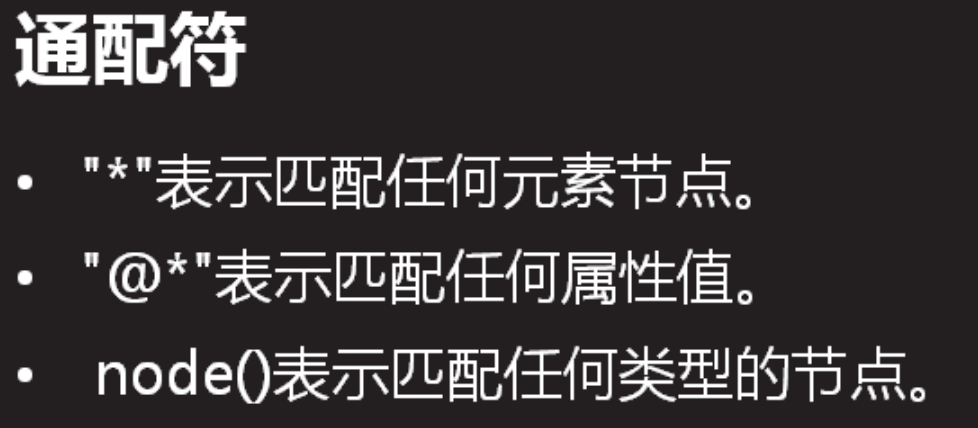 通配符
• "*"表示匹配任何元素节点。
• "@*"表示匹配任何属性值。
• node()表示匹配任何类型的节点。